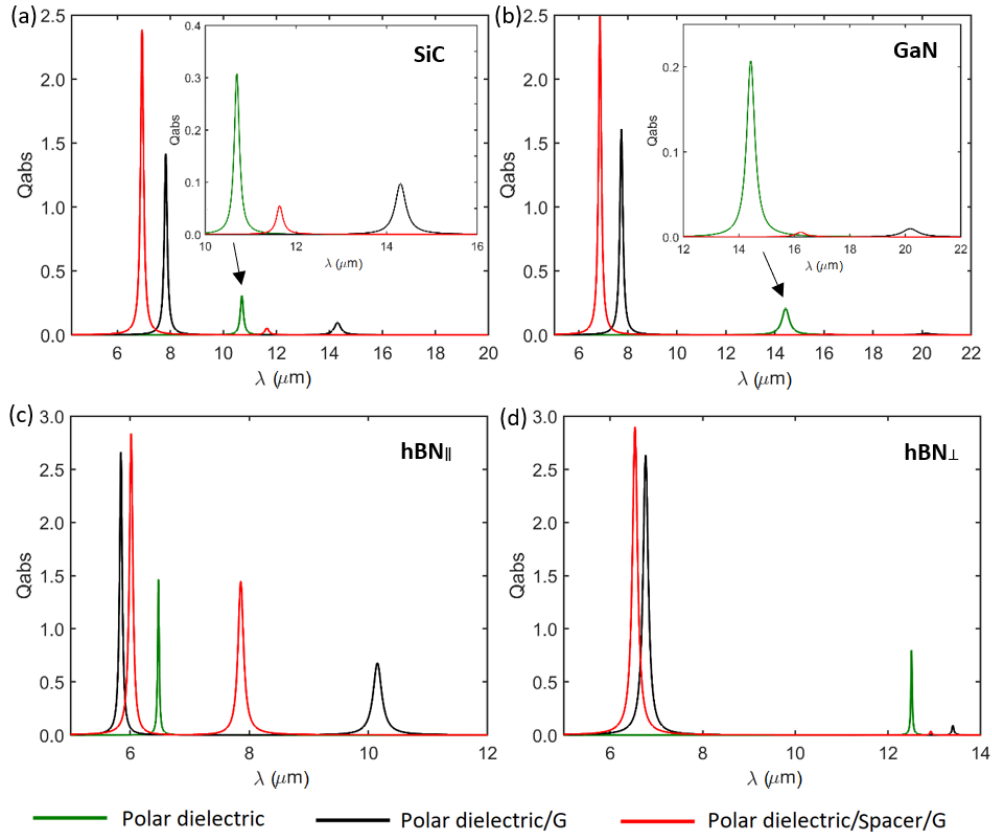 (a)
SiC
2.5
2.0
1.5
1.0
0.5
0.0
Qabs
6 8 10 12 14 16 18 20
λ (μm)
0.4
0.3
0.2
0.1
0.0
Qabs
10 12 14 16
λ (μm)
(b)
GaN
2.5
2.0
1.5
1.0
0.5
0.0
Qabs
6 8 10 12 14 16 18 20 22
λ (μm)
0.2
0.1
0.0
Qabs
12 14 16 18 20 22
λ (μm)
(c)
hBN∥
3.0
2.5
2.0
1.5
1.0
0.5
0.0
Qabs
6 8 10 12
λ (μm)
(d)
hBN⊥
3.0
2.5
2.0
1.5
1.0
0.5
0.0
Qabs
6 8 10 12 14
λ (μm)
Polar dielectric Polar dielectric/G Polar dielectric/Spacer/G